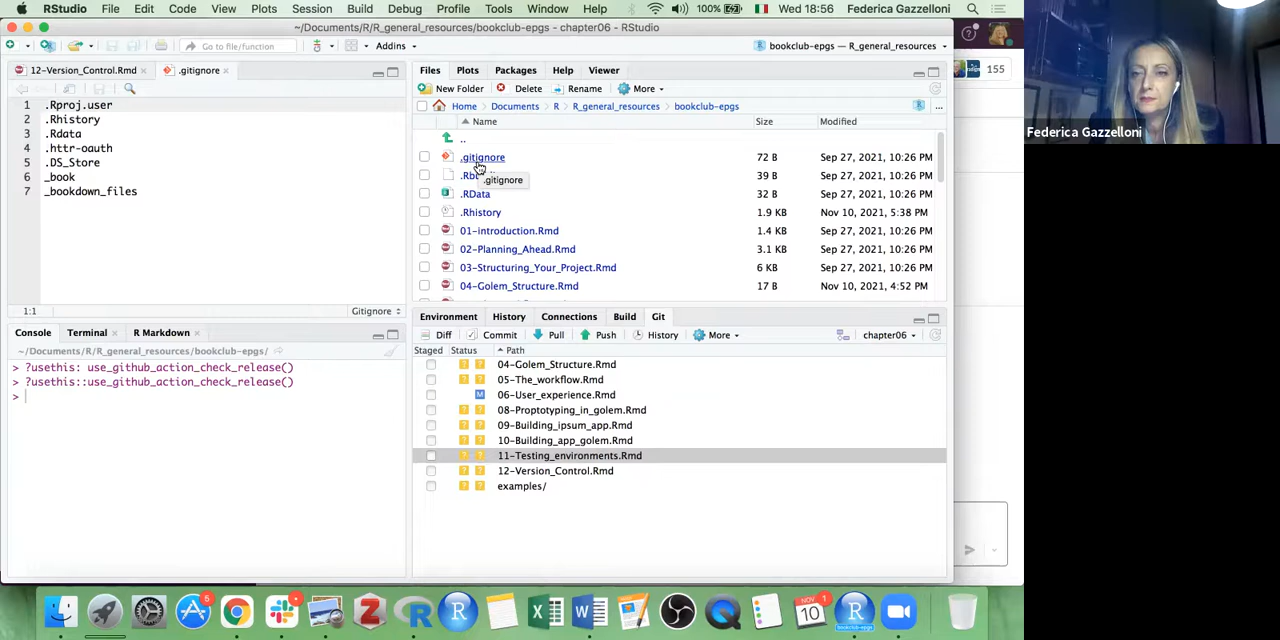 RStudio File Edit Code View Plots Session Build Debug Profile Tools Window Help 100% Wed 18:56 Federica Gazzelloni
~/Documents/R/R_general_resources/bookclub-epgs - chapter06 - RStudio
Go to file/function Addins bookclub-epgs — R_general_resources
12-Version_Control.Rmd .gitignore
1 .Rproj.user
2 .Rhistory
3 .Rdata
4 .httr-oauth
5 .DS_Store
6 _book
7 _bookdown_files
1:1 Gitignore
Console Terminal R Markdown
~/Documents/R/R_general_resources/bookclub-epgs/
> ?usethis: use_github_action_check_release()
> ?usethis::use_github_action_check_release()
>
Files Plots Packages Help Viewer
New Folder Delete Rename More
Home Documents R R_general_resources bookclub-epgs ...
Name Size Modified
..
.gitignore 72 B Sep 27, 2021, 10:26 PM
39 B Sep 27, 2021, 10:26 PM
.gitignore
.RData 32 B Sep 27, 2021, 10:26 PM
.Rhistory 1.9 KB Nov 10, 2021, 5:38 PM
01-introduction.Rmd 1.4 KB Sep 27, 2021, 10:26 PM
02-Planning_Ahead.Rmd 3.1 KB Sep 27, 2021, 10:26 PM
03-Structuring_Your_Project.Rmd 6 KB Sep 27, 2021, 10:26 PM
04-Golem_Structure.Rmd 17 B Nov 10, 2021, 4:52 PM
Environment History Connections Build Git
Diff Commit Pull Push History More chapter06
Staged Status Path
04-Golem_Structure.Rmd
05-The_workflow.Rmd
M 06-User_experience.Rmd
08-Proptotyping_in_golem.Rmd
09-Building_ipsum_app.Rmd
10-Building_app_golem.Rmd
11-Testing_environments.Rmd
12-Version_Control.Rmd
examples/
155
Federica Gazzelloni
5
NOV 1
10
bookclub-epgs